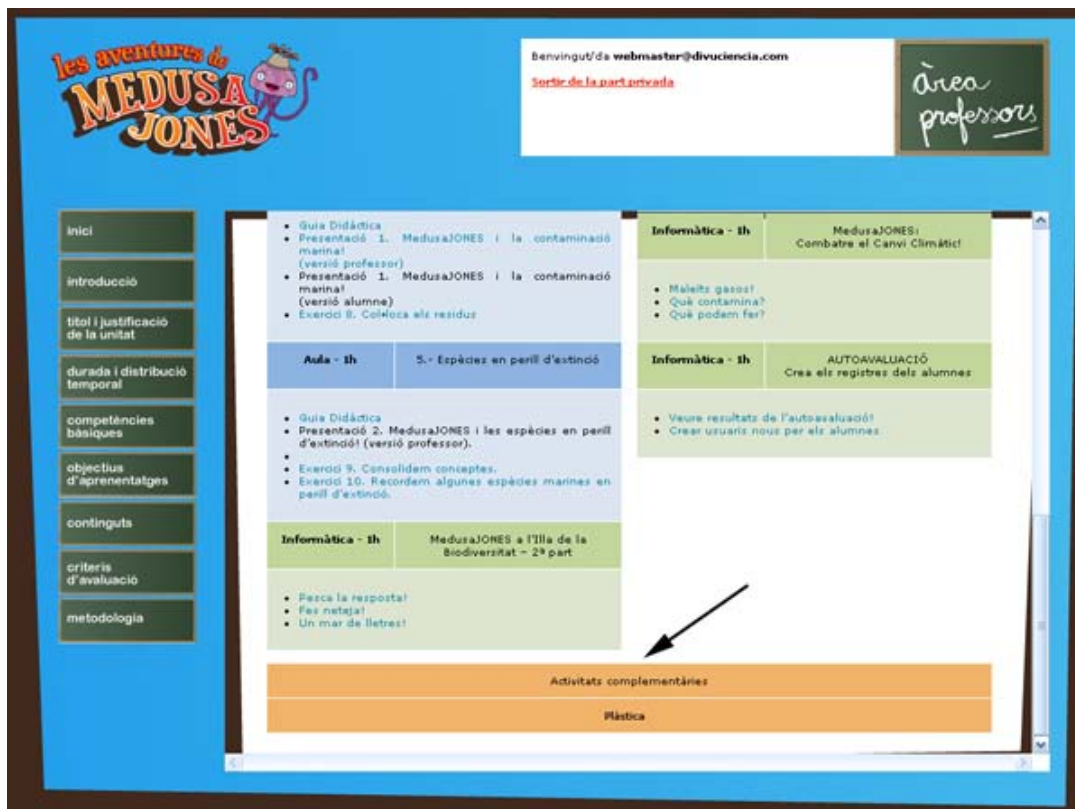 les aventures de
MEDUSA
JONES
Benvingut/da webmaster@divuciencia.com
Sortir de la part privada
àrea
professors
inici
introducció
títol i justificació
de la unitat
durada i distribució
temporal
competències
bàsiques
objectius
d'aprenentatges
continguts
criteris
d'avaluació
metodologia
Guia Didàctica
Presentació 1. MedusaJONES i la contaminació
marina!
(versió professor)
Presentació 1. MedusaJONES i la contaminació
marina!
(versió alumne)
Exercici 8. Col•loca els residus
Aula - 1h
5.- Espècies en perill d'extinció
Guia Didàctica
Presentació 2. MedusaJONES i les espècies en perill
d'extinció! (versió professor).
Exercici 9. Consolidem conceptes.
Exercici 10. Recordem algunes espècies marines en
perill d'extinció.
Informàtica - 1h
MedusaJONES a l'Illa de la
Biodiversitat – 2ª part
Pesca la resposta!
Fes neteja!
Un mar de lletres!
Informàtica - 1h
MedusaJONES:
Combatre el Canvi Climàtic!
Maleïts gasos!
Què contamina?
Què podem fer?
Informàtica - 1h
AUTOAVALUACIÓ
Crea els registres dels alumnes
Veure resultats de l'autoavaluació!
Crear usuaris nous per els alumnes
Activitats complementàries
Plàstica